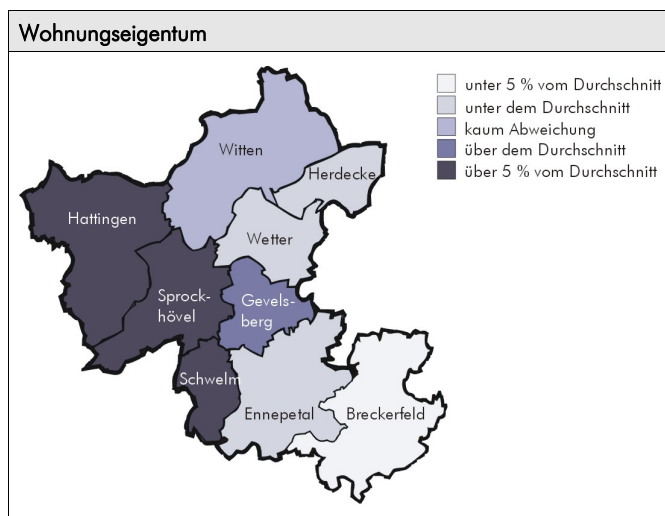 Wohnungseigentum
unter 5 % vom Durchschnitt
unter dem Durchschnitt
kaum Abweichung
über dem Durchschnitt
über 5 % vom Durchschnitt
Witten
Herdecke
Hattingen
Wetter
Sprock-
hövel
Gevels-
berg
Schwelm
Ennepetal
Breckerfeld